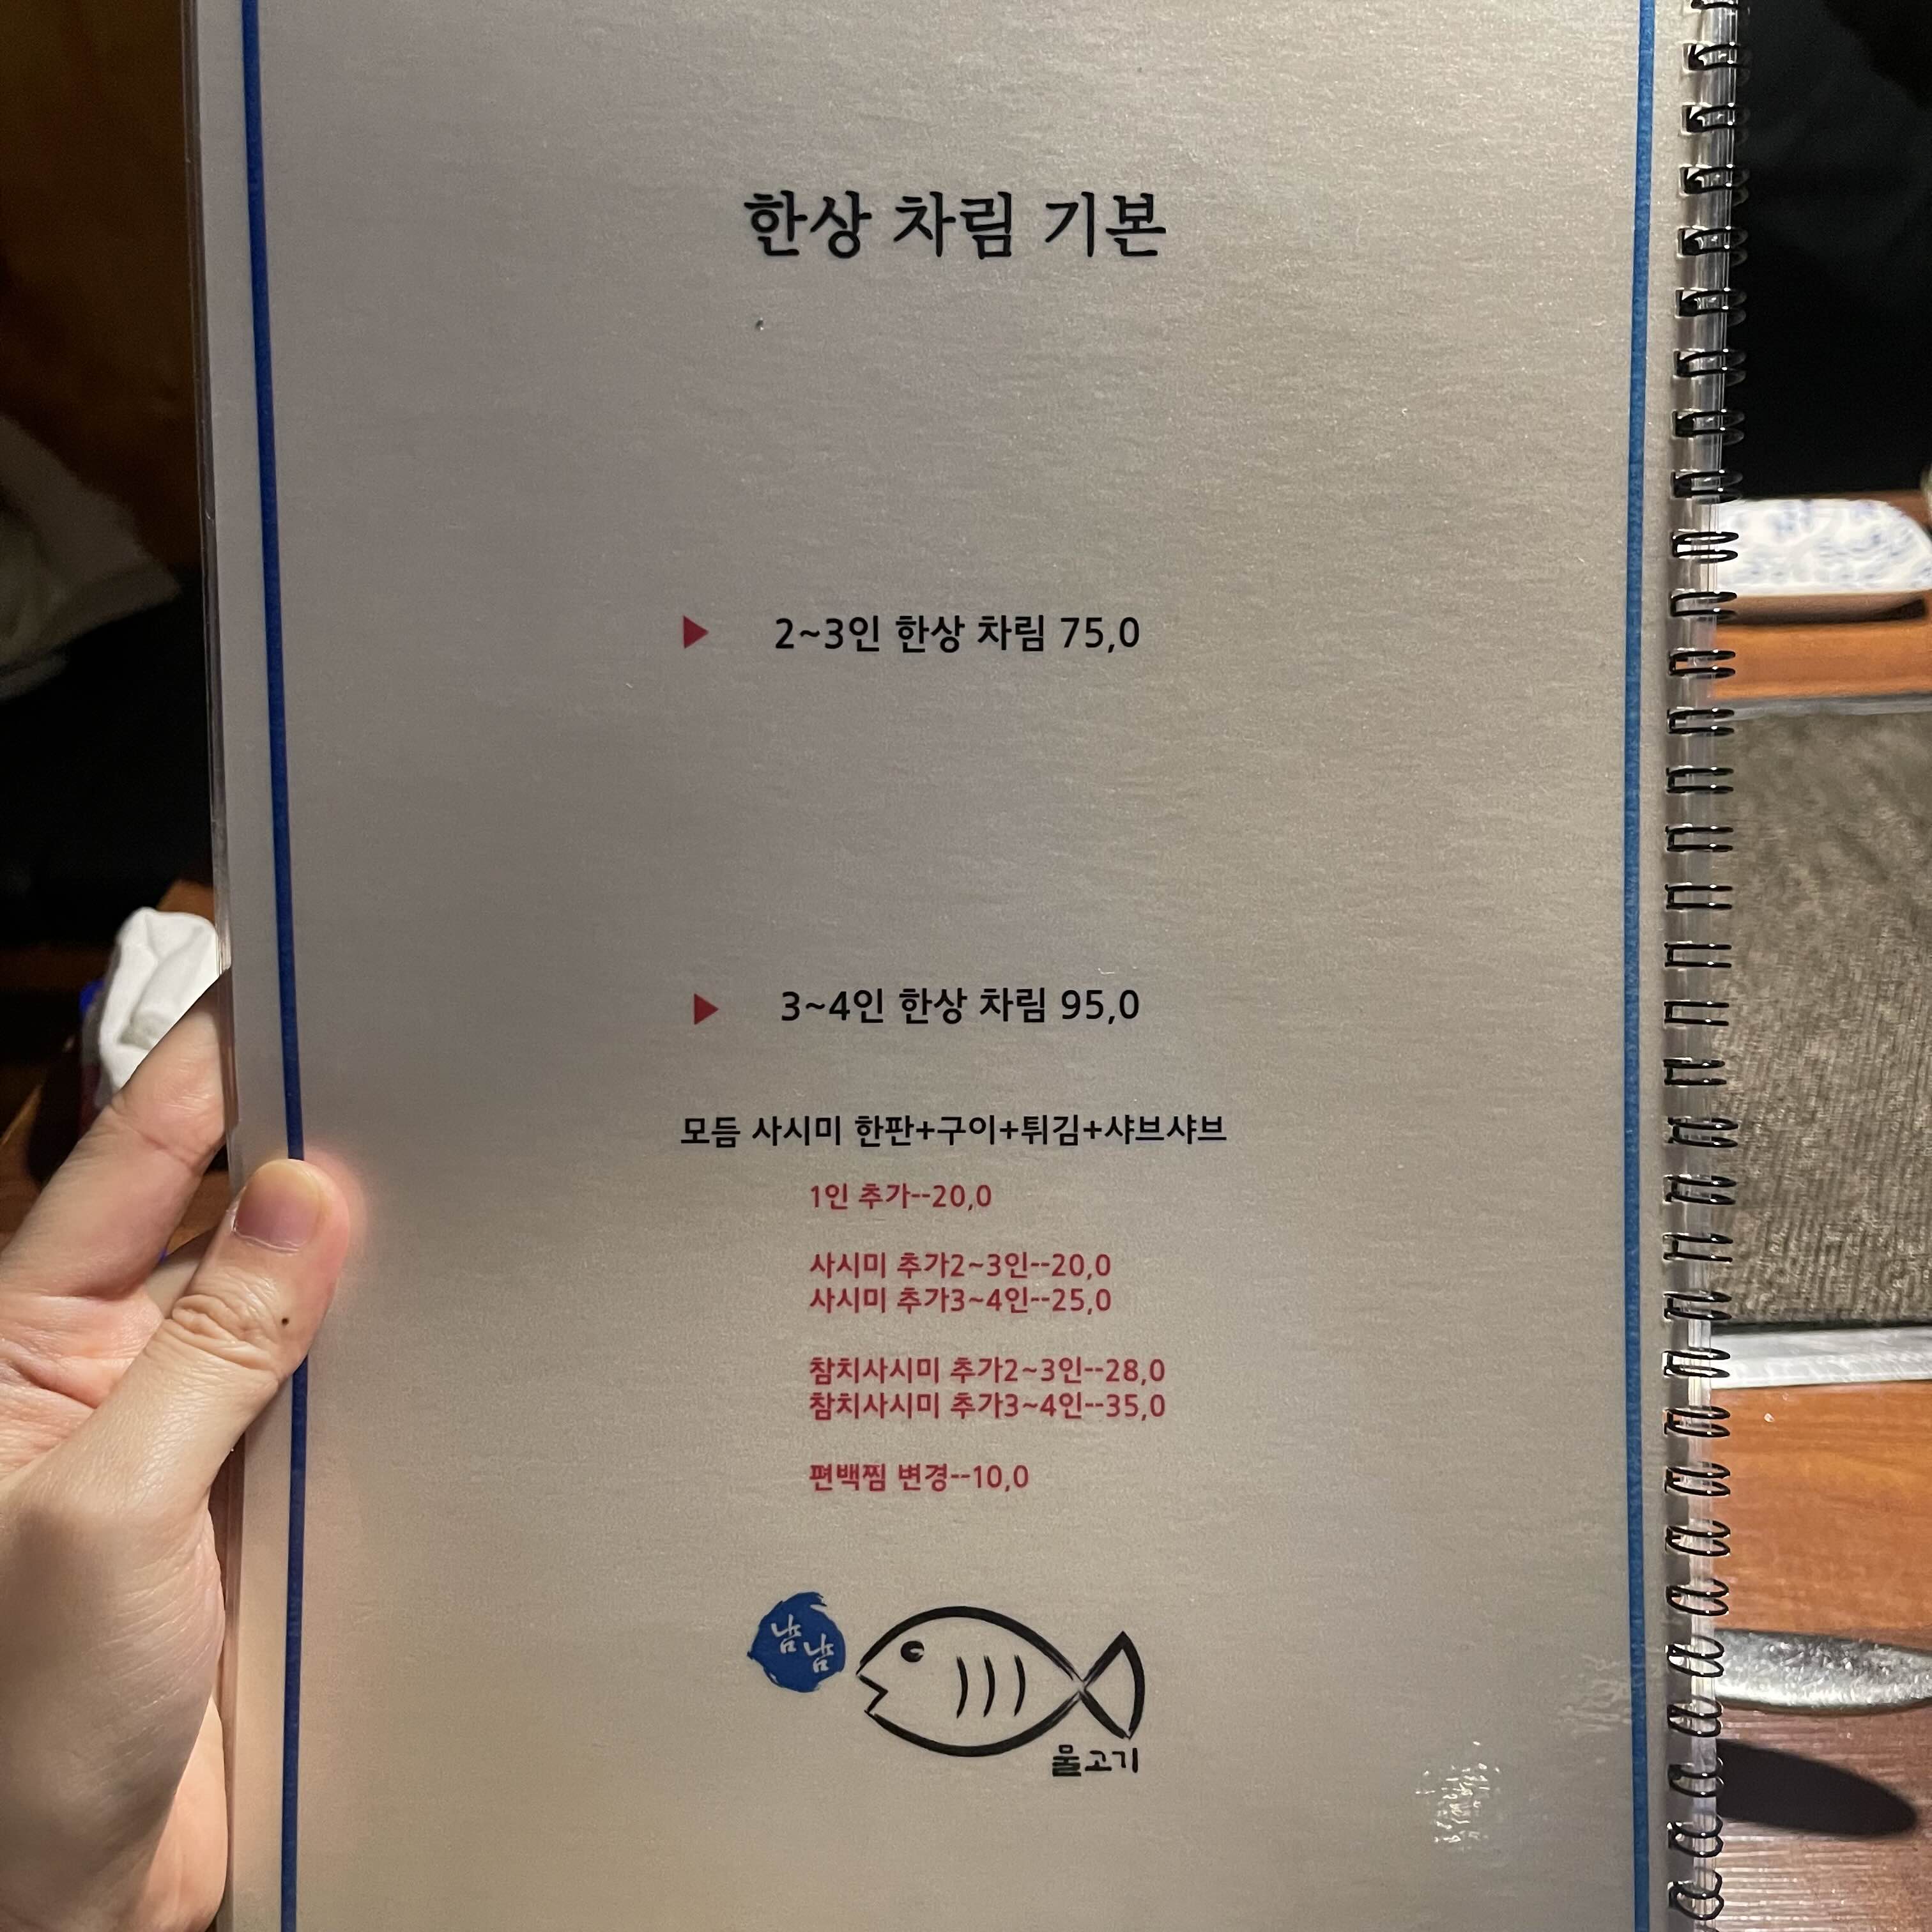 한상 차림 기본
2~3인 한상 차림 75,0
3~4인 한상 차림 95,0
모듬 사시미 한판+구이+튀김+샤브샤브
1인 추가--20,0
사시미 추가2~3인--20,0
사시미 추가3~4인--25,0
참치사시미 추가2~3인--28,0
참치사시미 추가3~4인--35,0
편백찜 변경--10,0
냠냠
물고기